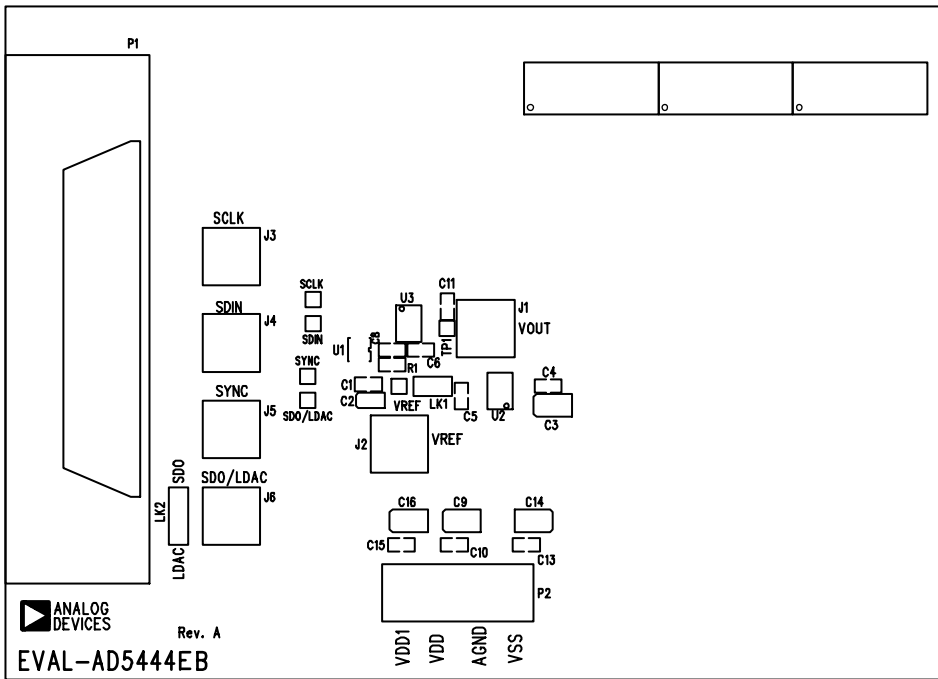 P1
SCLK
J3
SCLK
C11
U3
J1
VOUT
SDIN
J4
SDIN
U1
C8
C6
TP1
SYNC
R1
C1
C2
VREF
LK1
C5
U2
C4
C3
SYNC
J5
SDO/LDAC
J2
VREF
SDO
SDO/LDAC
J6
LK2
LDAC
C16
C9
C14
C15
C10
C13
P2
VDD1
VDD
AGND
VSS
ANALOG
DEVICES
Rev. A
EVAL-AD5444EB